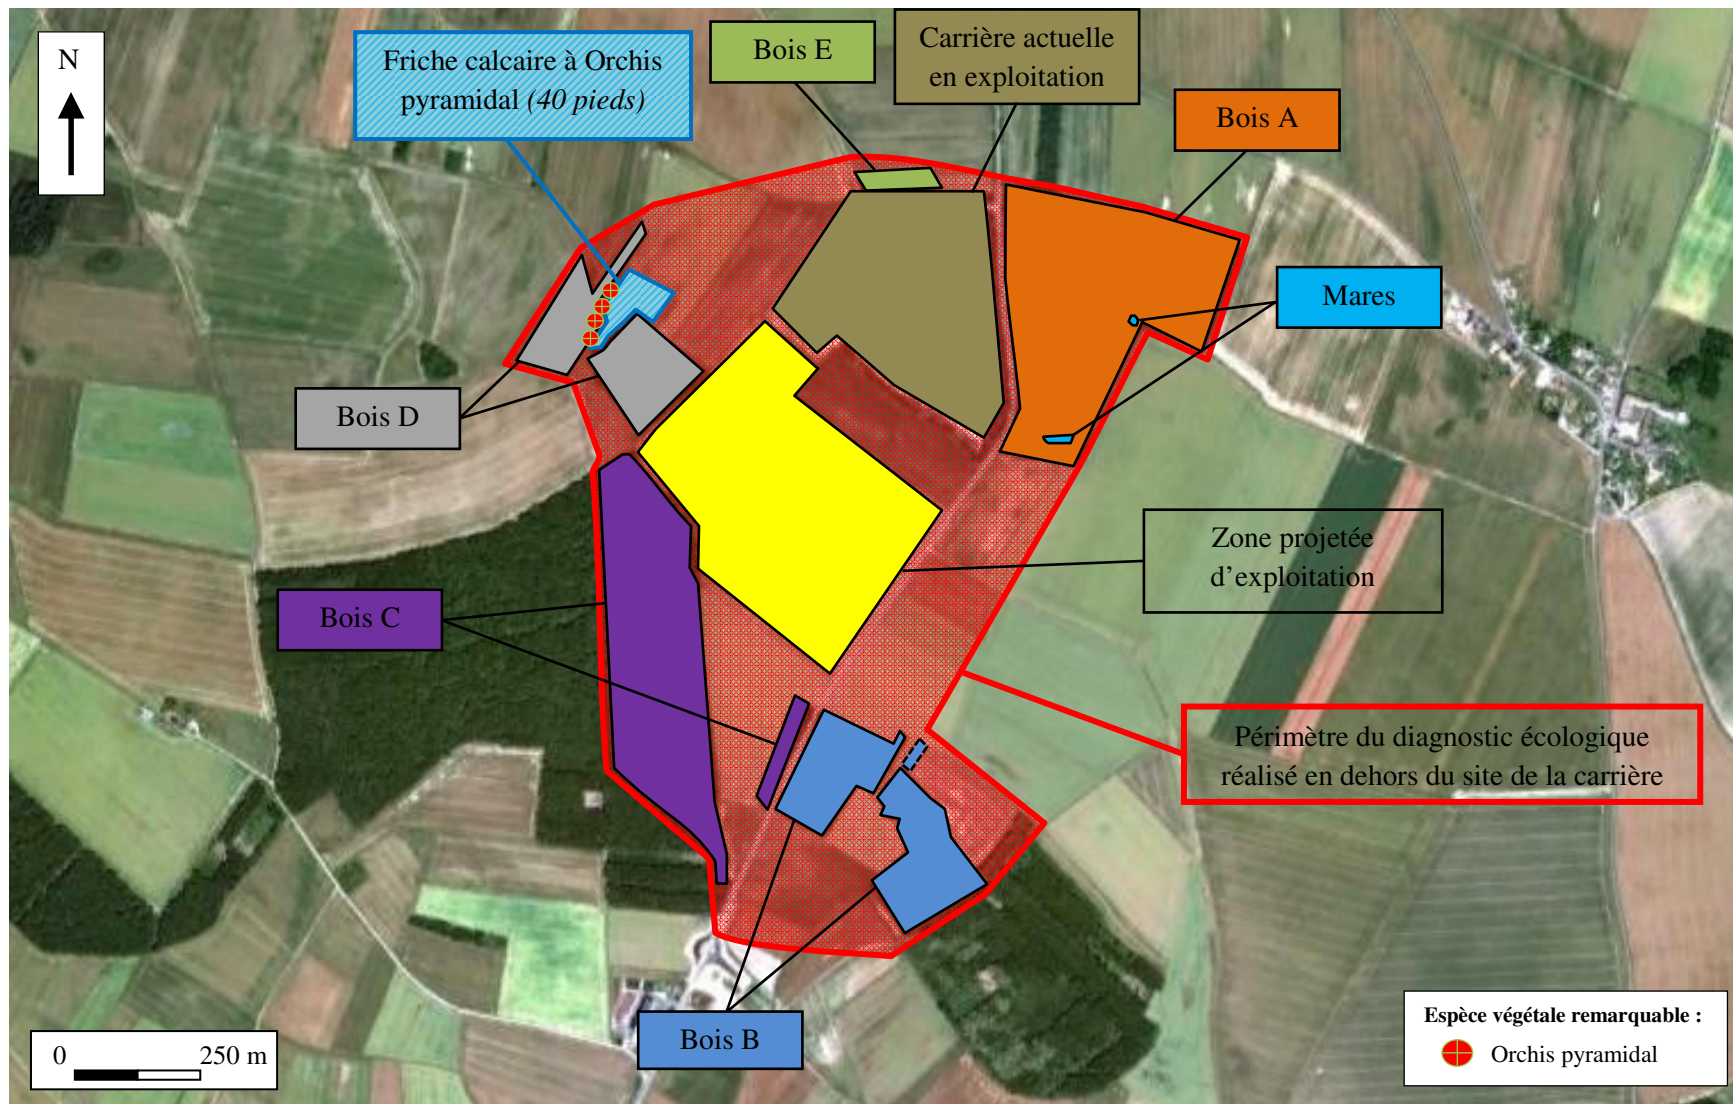 N
Friche calcaire à Orchis
pyramidal (40 pieds)
Bois E
Carrière actuelle
en exploitation
Bois A
Mares
Bois D
Zone projetée
d'exploitation
Bois C
Périmètre du diagnostic écologique
réalisé en dehors du site de la carrière
Bois B
0 250 m
Espèce végétale remarquable :
Orchis pyramidal